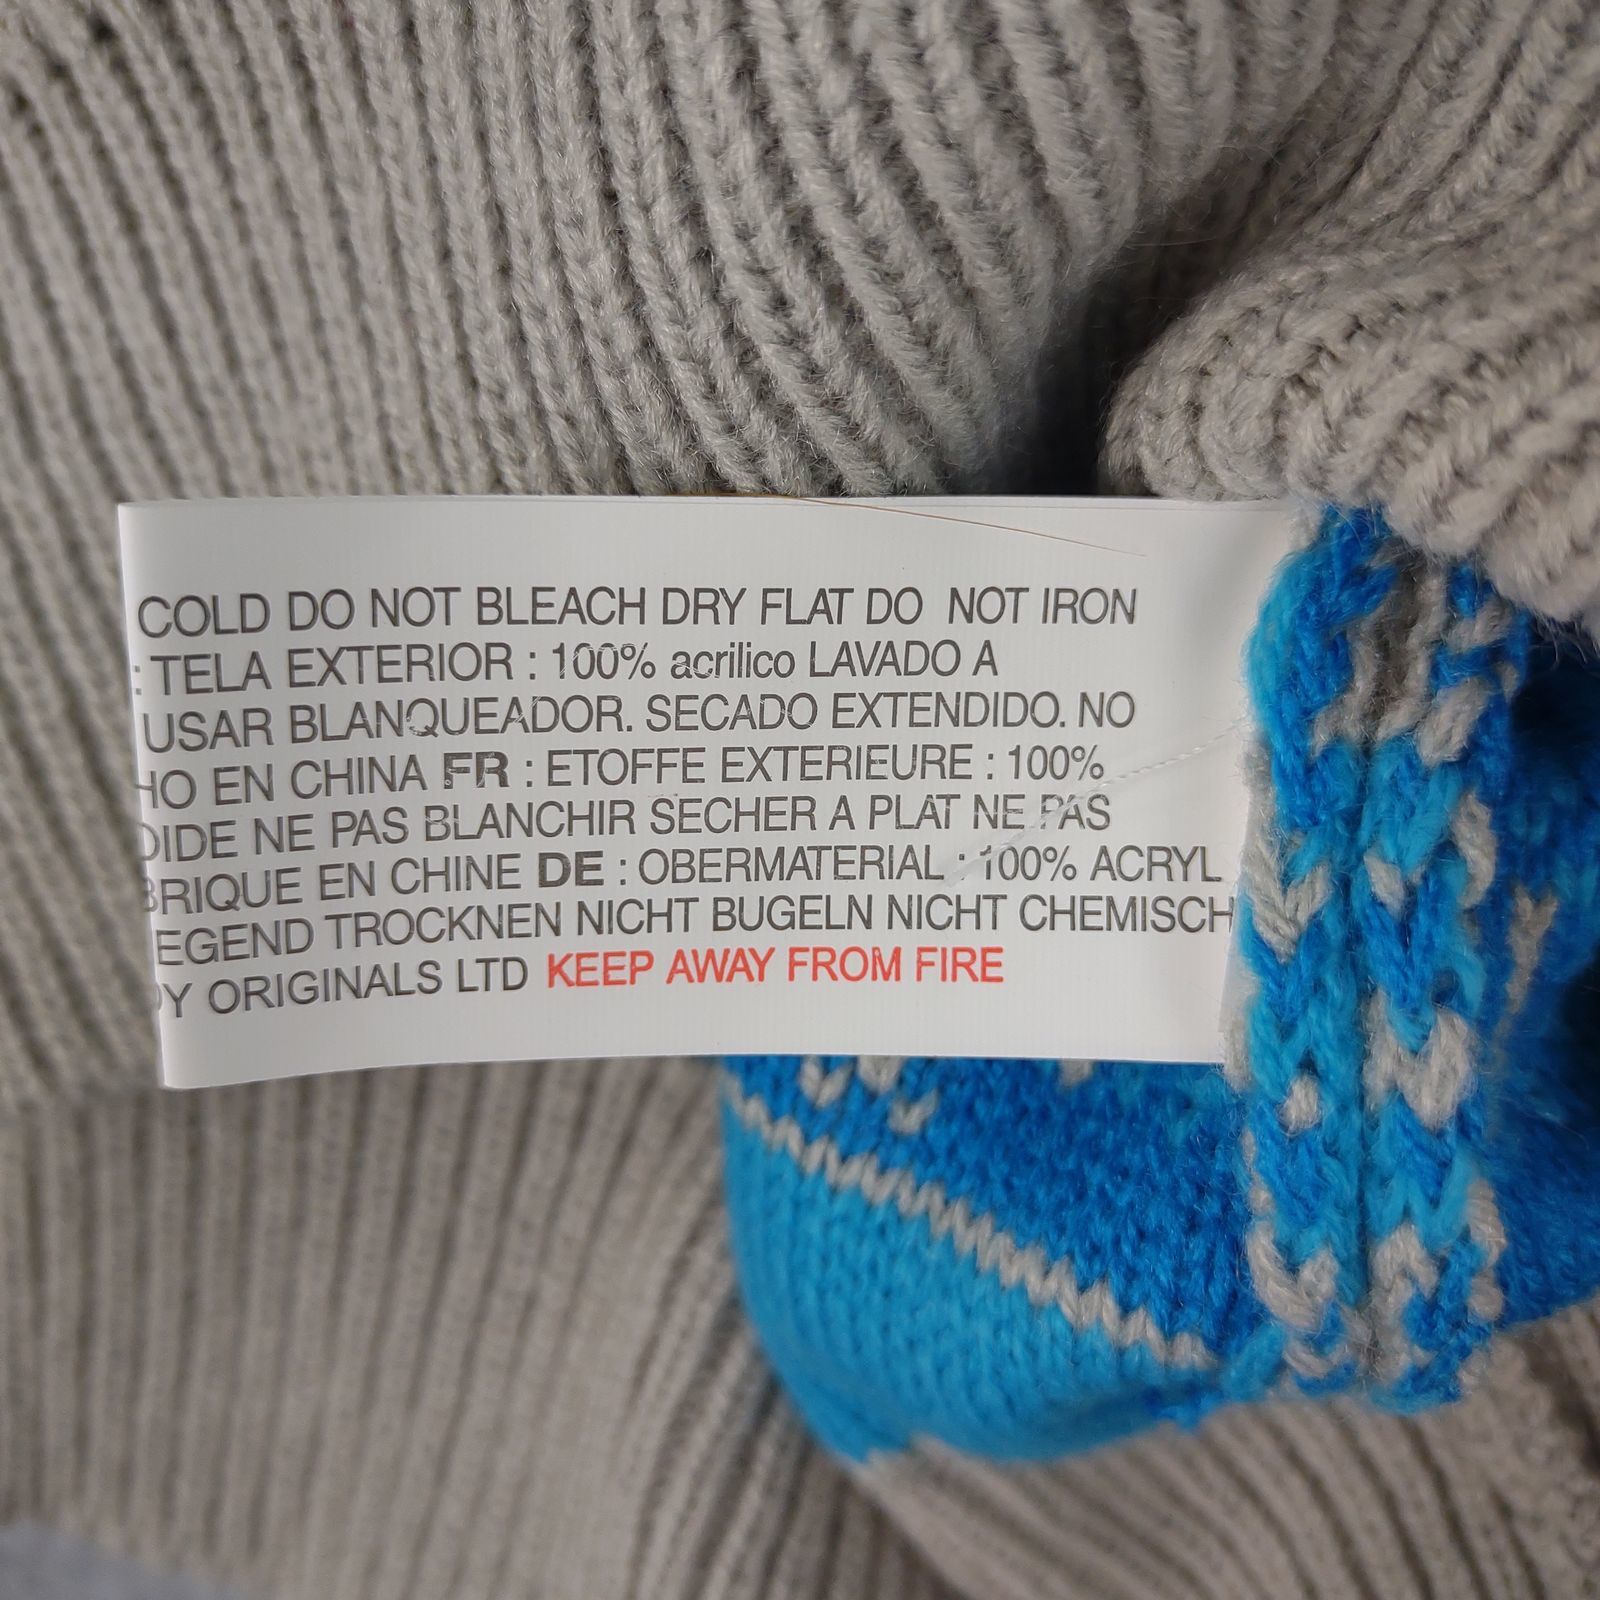 COLD DO NOT BLEACH DRY FLAT DO NOT IRON
: TELA EXTERIOR : 100% acrilico LAVADO A
USAR BLANQUEADOR. SECADO EXTENDIDO. NO
HO EN CHINA FR : ETOFFE EXTERIEURE : 100%
OIDE NE PAS BLANCHIR SECHER A PLAT NE PAS
BRIQUE EN CHINE DE : OBERMATERIAL : 100% ACRYL
EGEND TROCKNEN NICHT BUGELN NICHT CHEMISCH
DY ORIGINALS LTD KEEP AWAY FROM FIRE